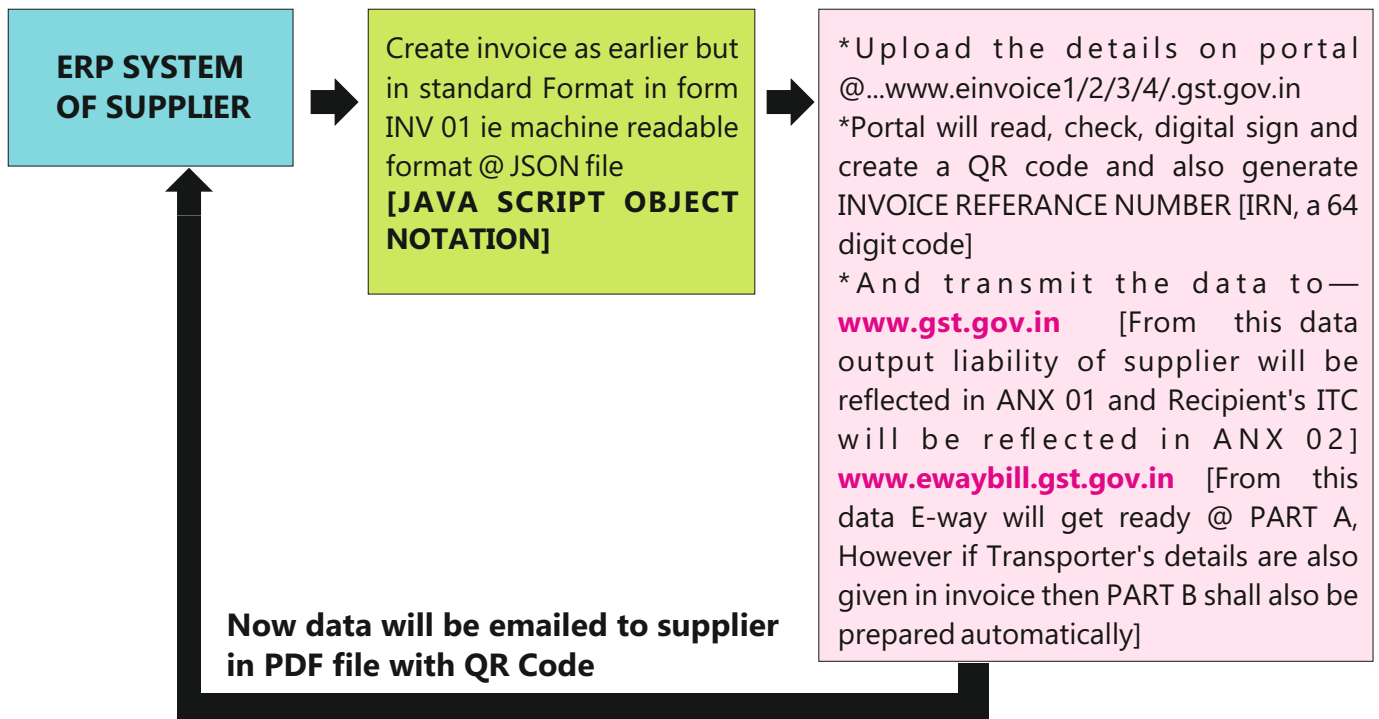 ERP SYSTEM
OF SUPPLIER
Create invoice as earlier but
in standard Format in form
INV 01 ie machine readable
format @ JSON file
[JAVA SCRIPT OBJECT
NOTATION]
*Upload the details on portal
@...www.einvoice1/2/3/4/.gst.gov.in
*Portal will read, check, digital sign and
create a QR code and also generate
INVOICE REFERANCE NUMBER [IRN, a 64
digit code]
*And transmit the data to—
www.gst.gov.in [From this data
output liability of supplier will be
reflected in ANX 01 and Recipient's ITC
will be reflected in ANX 02]
www.ewaybill.gst.gov.in [From this
data E-way will get ready @ PART A,
However if Transporter's details are also
given in invoice then PART B shall also be
prepared automatically]
Now data will be emailed to supplier
in PDF file with QR Code